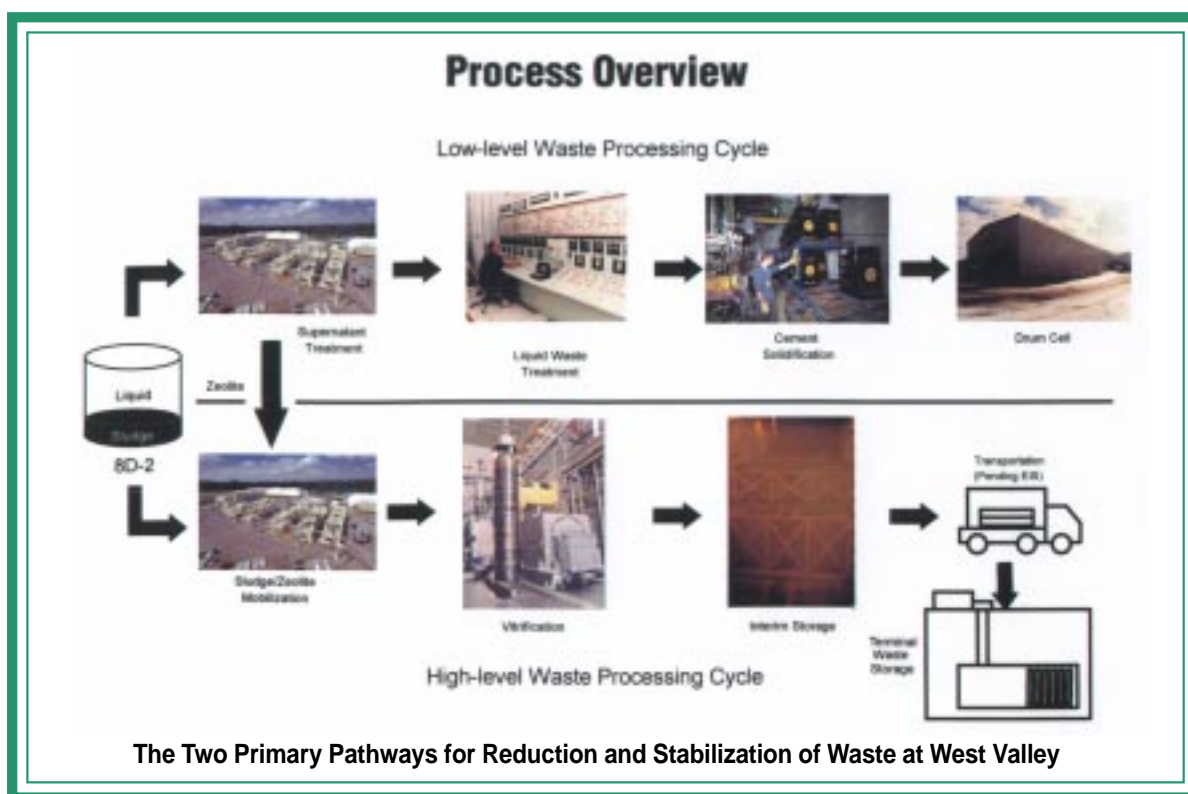 Process Overview
Low-level Waste Processing Cycle
Supernatant
Treatment
Liquid Waste
Treatment
Cement
Solidification
Drum Cell
Liquid
Sludge
8D-2
Zeolite
Sludge/Zeolite
Mobilization
Vitrification
Interim Storage
Transportation
(Pending EIS)
Terminal
Waste
Storage
High-level Waste Processing Cycle
The Two Primary Pathways for Reduction and Stabilization of Waste at West Valley